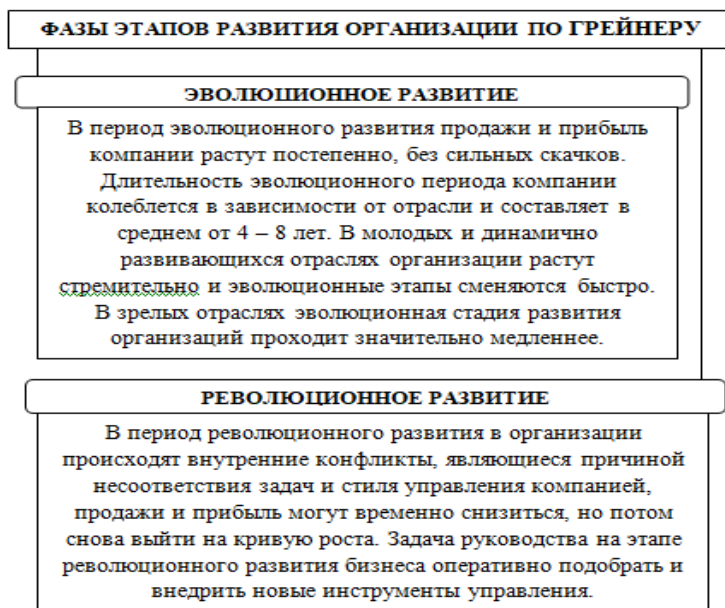 ФАЗЫ ЭТАПОВ РАЗВИТИЯ ОРГАНИЗАЦИИ ПО ГРЕЙНЕРУ
ЭВОЛЮЦИОННОЕ РАЗВИТИЕ
В период эволюционного развития продажи и прибыль
компании растут постепенно, без сильных скачков.
Длительность эволюционного периода компании
колеблется в зависимости от отрасли и составляет в
среднем от 4 – 8 лет. В молодых и динамично
развивающихся отраслях организации растут
стремительно и эволюционные этапы сменяются быстро.
В зрелых отраслях эволюционная стадия развития
организаций проходит значительно медленнее.
РЕВОЛЮЦИОННОЕ РАЗВИТИЕ
В период революционного развития в организации
происходят внутренние конфликты, являющиеся причиной
несоответствия задач и стиля управления компанией,
продажи и прибыль могут временно снизиться, но потом
снова выйти на кривую роста. Задача руководства на этапе
революционного развития бизнеса оперативно подобрать и
внедрить новые инструменты управления.